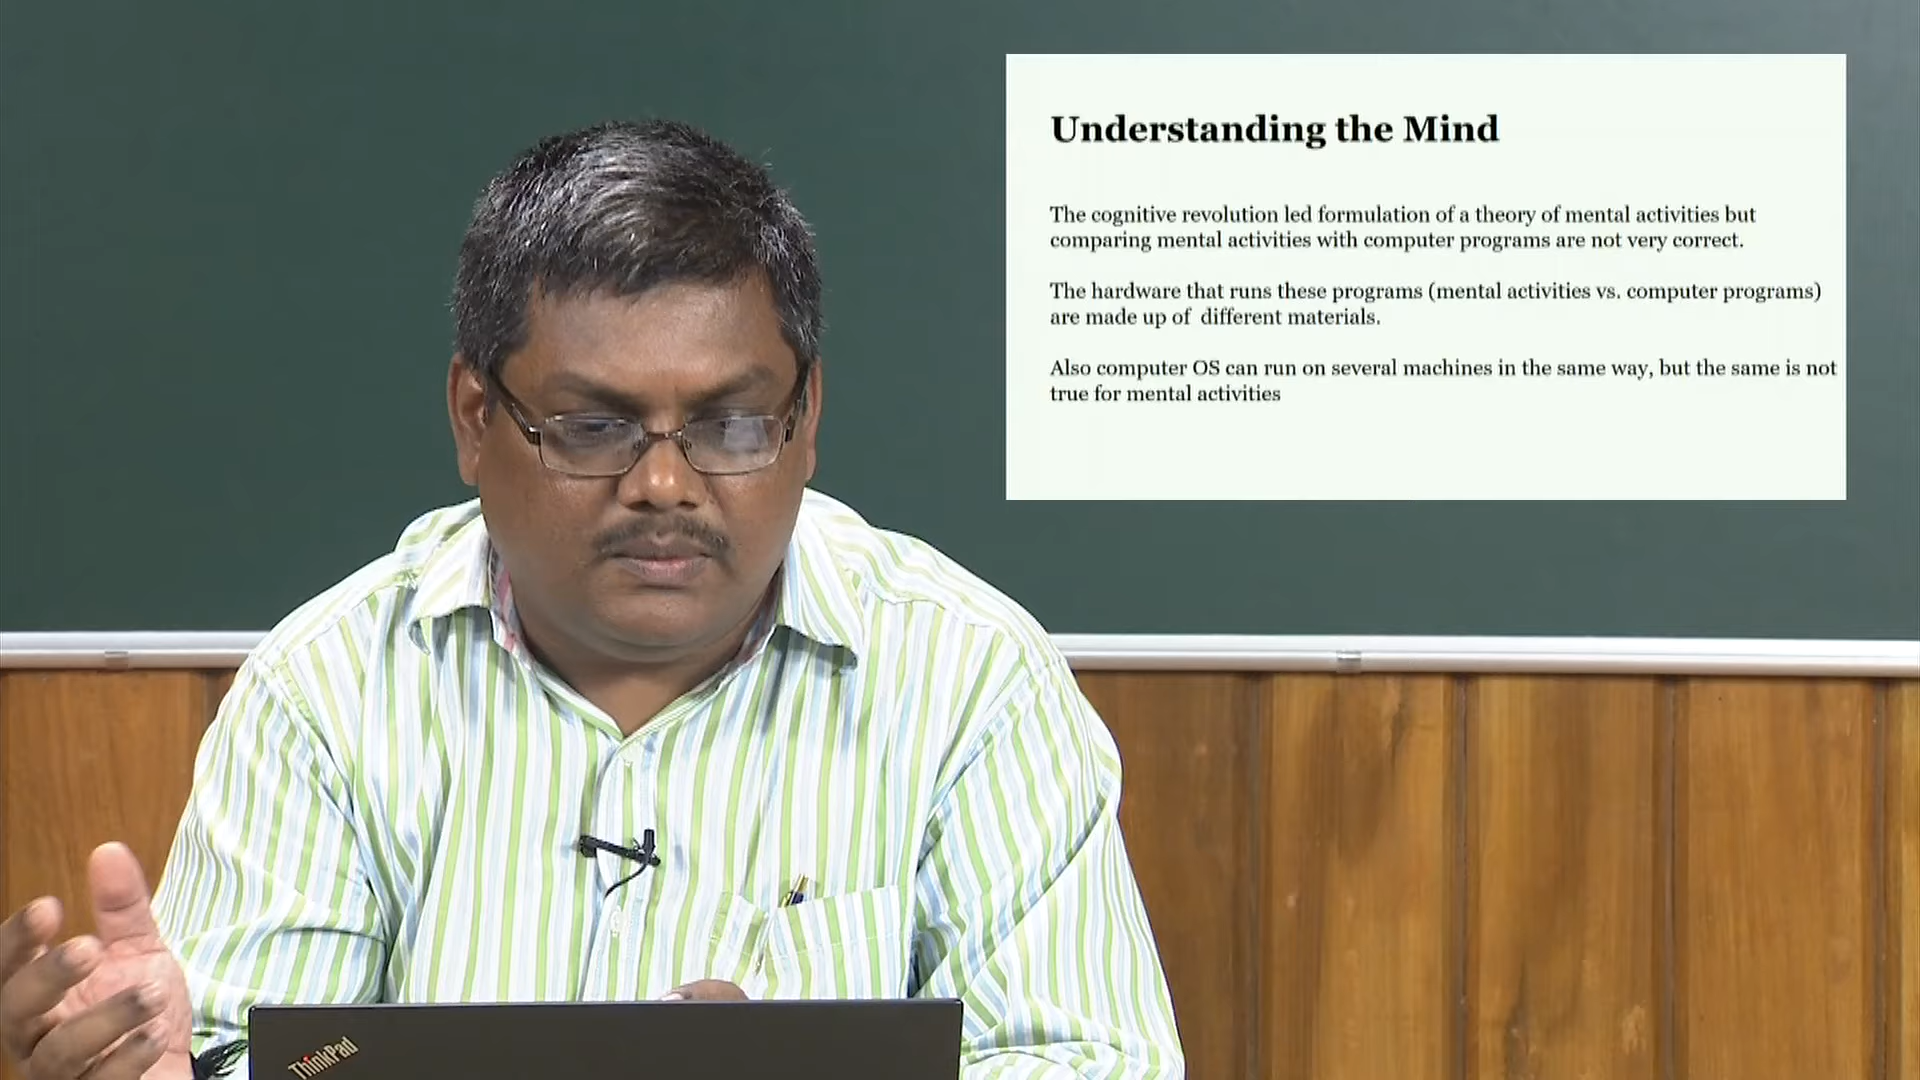 Understanding the Mind
The cognitive revolution led formulation of a theory of mental activities but
comparing mental activities with computer programs are not very correct.
The hardware that runs these programs (mental activities vs. computer programs)
are made up of  different materials.
Also computer OS can run on several machines in the same way, but the same is not
true for mental activities
ThinkPad